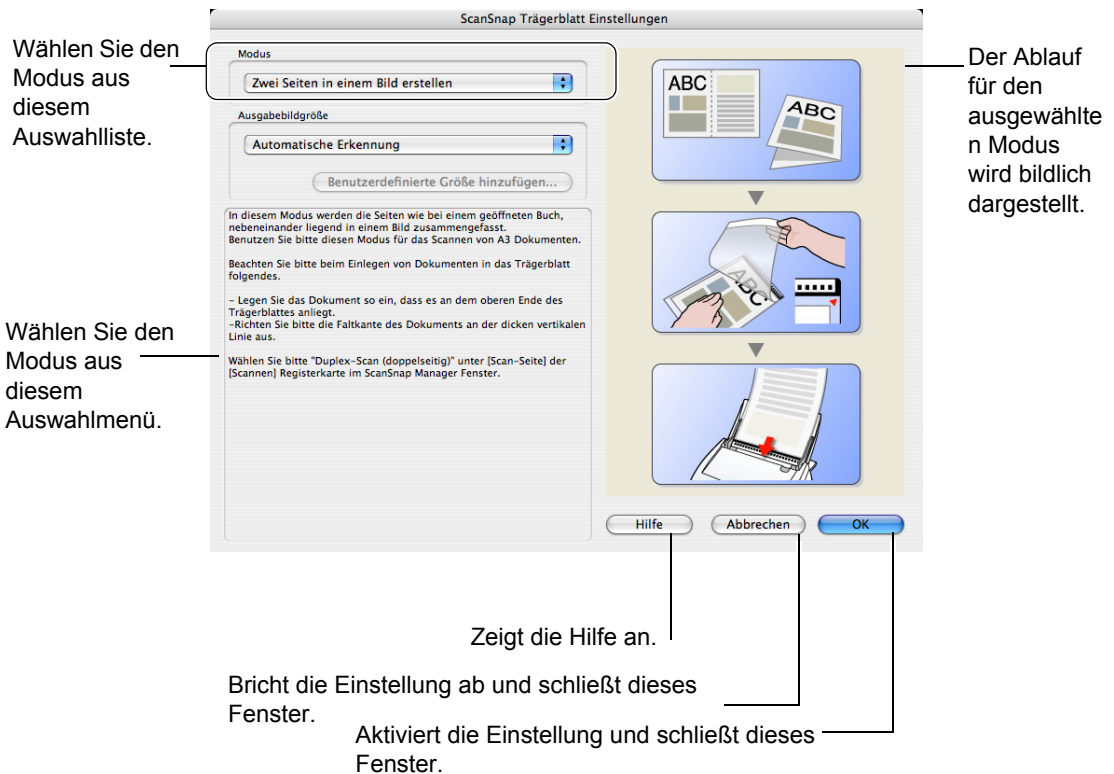 ScanSnap Trägerblatt Einstellungen
Wählen Sie den
Modus aus
diesem
Auswahlliste.
Modus
Zwei Seiten in einem Bild erstellen
Ausgabebildgröße
Automatische Erkennung
Benutzerdefinierte Größe hinzufügen...
In diesem Modus werden die Seiten wie bei einem geöffneten Buch,
nebeneinander liegend in einem Bild zusammengefasst.
Benutzen Sie bitte diesen Modus für das Scannen von A3 Dokumenten.
Beachten Sie bitte beim Einlegen von Dokumenten in das Trägerblatt
folgendes.
– Legen Sie das Dokument so ein, dass es an dem oberen Ende des
Trägerblattes anliegt.
–Richten Sie bitte die Faltkante des Dokuments an der dicken vertikalen
Linie aus.
Wählen Sie bitte "Duplex–Scan (doppelseitig)" unter [Scan–Seite] der
[Scannen] Registerkarte im ScanSnap Manager Fenster.
Wählen Sie den
Modus aus
diesem
Auswahlmenü.
ABC
ABC
ABC
Der Ablauf
für den
ausgewählte
n Modus
wird bildlich
dargestellt.
Hilfe
Abbrechen
OK
Zeigt die Hilfe an.
Bricht die Einstellung ab und schließt dieses
Fenster.
Aktiviert die Einstellung und schließt dieses
Fenster.